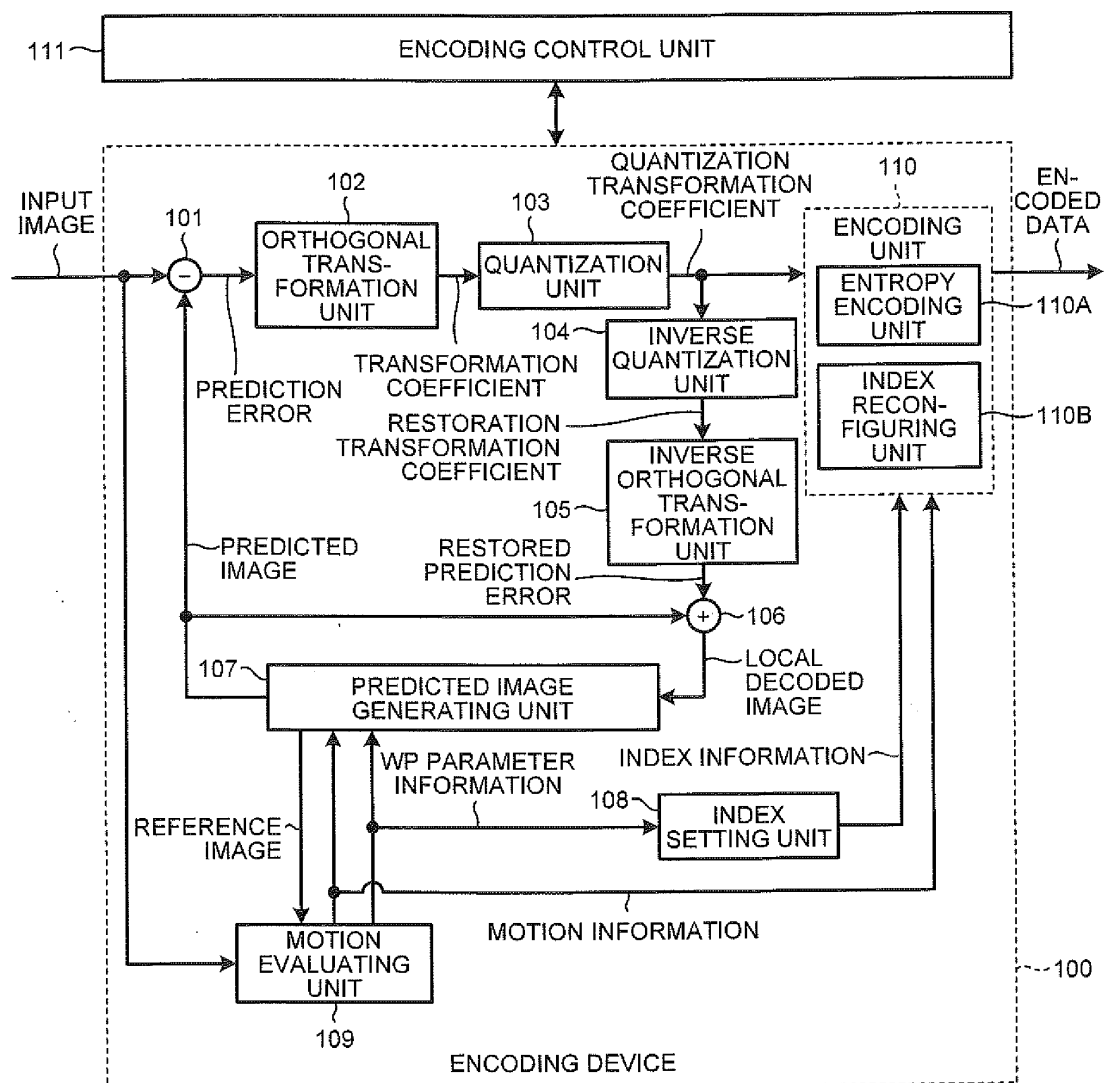 111
ENCODING CONTROL UNIT
INPUT
IMAGE
101
−
102
ORTHOGONAL
TRANS-
FORMATION
UNIT
103
QUANTIZATION
UNIT
QUANTIZATION
TRANSFORMATION
COEFFICIENT
110
ENCODING
UNIT
EN-
CODED
DATA
ENTROPY
ENCODING
UNIT
110A
104
INVERSE
QUANTIZATION
UNIT
PREDICTION
ERROR
TRANSFORMATION
COEFFICIENT
INDEX
RECON-
FIGURING
UNIT
110B
RESTORATION
TRANSFORMATION
COEFFICIENT
105
INVERSE
ORTHOGONAL
TRANS-
FORMATION
UNIT
PREDICTED
IMAGE
RESTORED
PREDICTION
ERROR
+
106
107
PREDICTED IMAGE
GENERATING UNIT
LOCAL
DECODED
IMAGE
WP PARAMETER
INFORMATION
INDEX INFORMATION
108
INDEX
SETTING UNIT
REFERENCE
IMAGE
MOTION INFORMATION
MOTION
EVALUATING
UNIT
109
100
ENCODING DEVICE